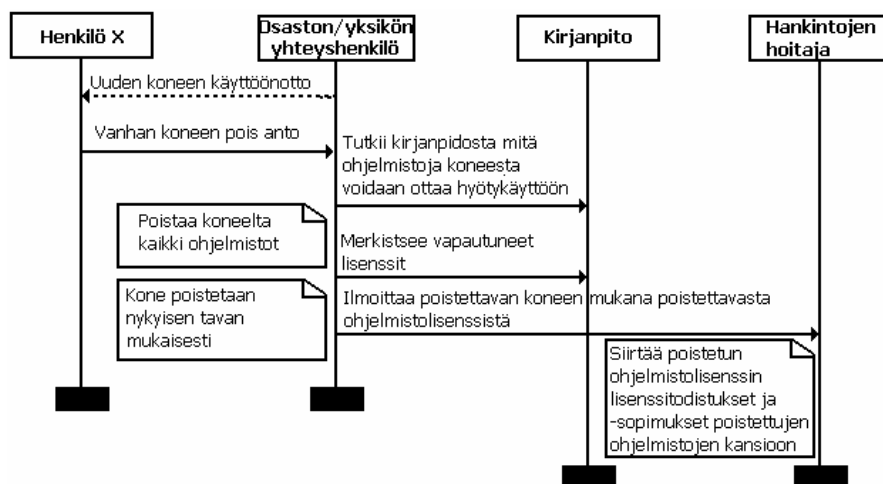 Henkilö X
Osaston/yksikön
yhteyshenkilö
Kirjanpito
Hankintojen
hoitaja
Uuden koneen käyttöönotto
Vanhan koneen pois anto
Tutkii kirjanpidosta mitä
ohjelmistoja koneesta
voidaan ottaa hyötykäyttöön
Poistaa koneelta
kaikki ohjelmistot
Merkistsee vapautuneet
lisenssit
Kone poistetaan
nykyisen tavan
mukaisesti
Ilmoittaa poistettavan koneen mukana poistettavasta
ohjelmistolisenssistä
Siirtää poistetun
ohjelmistolisenssin
lisenssitodistukset ja
-sopimukset poistettujen
ohjelmistojen kansioon